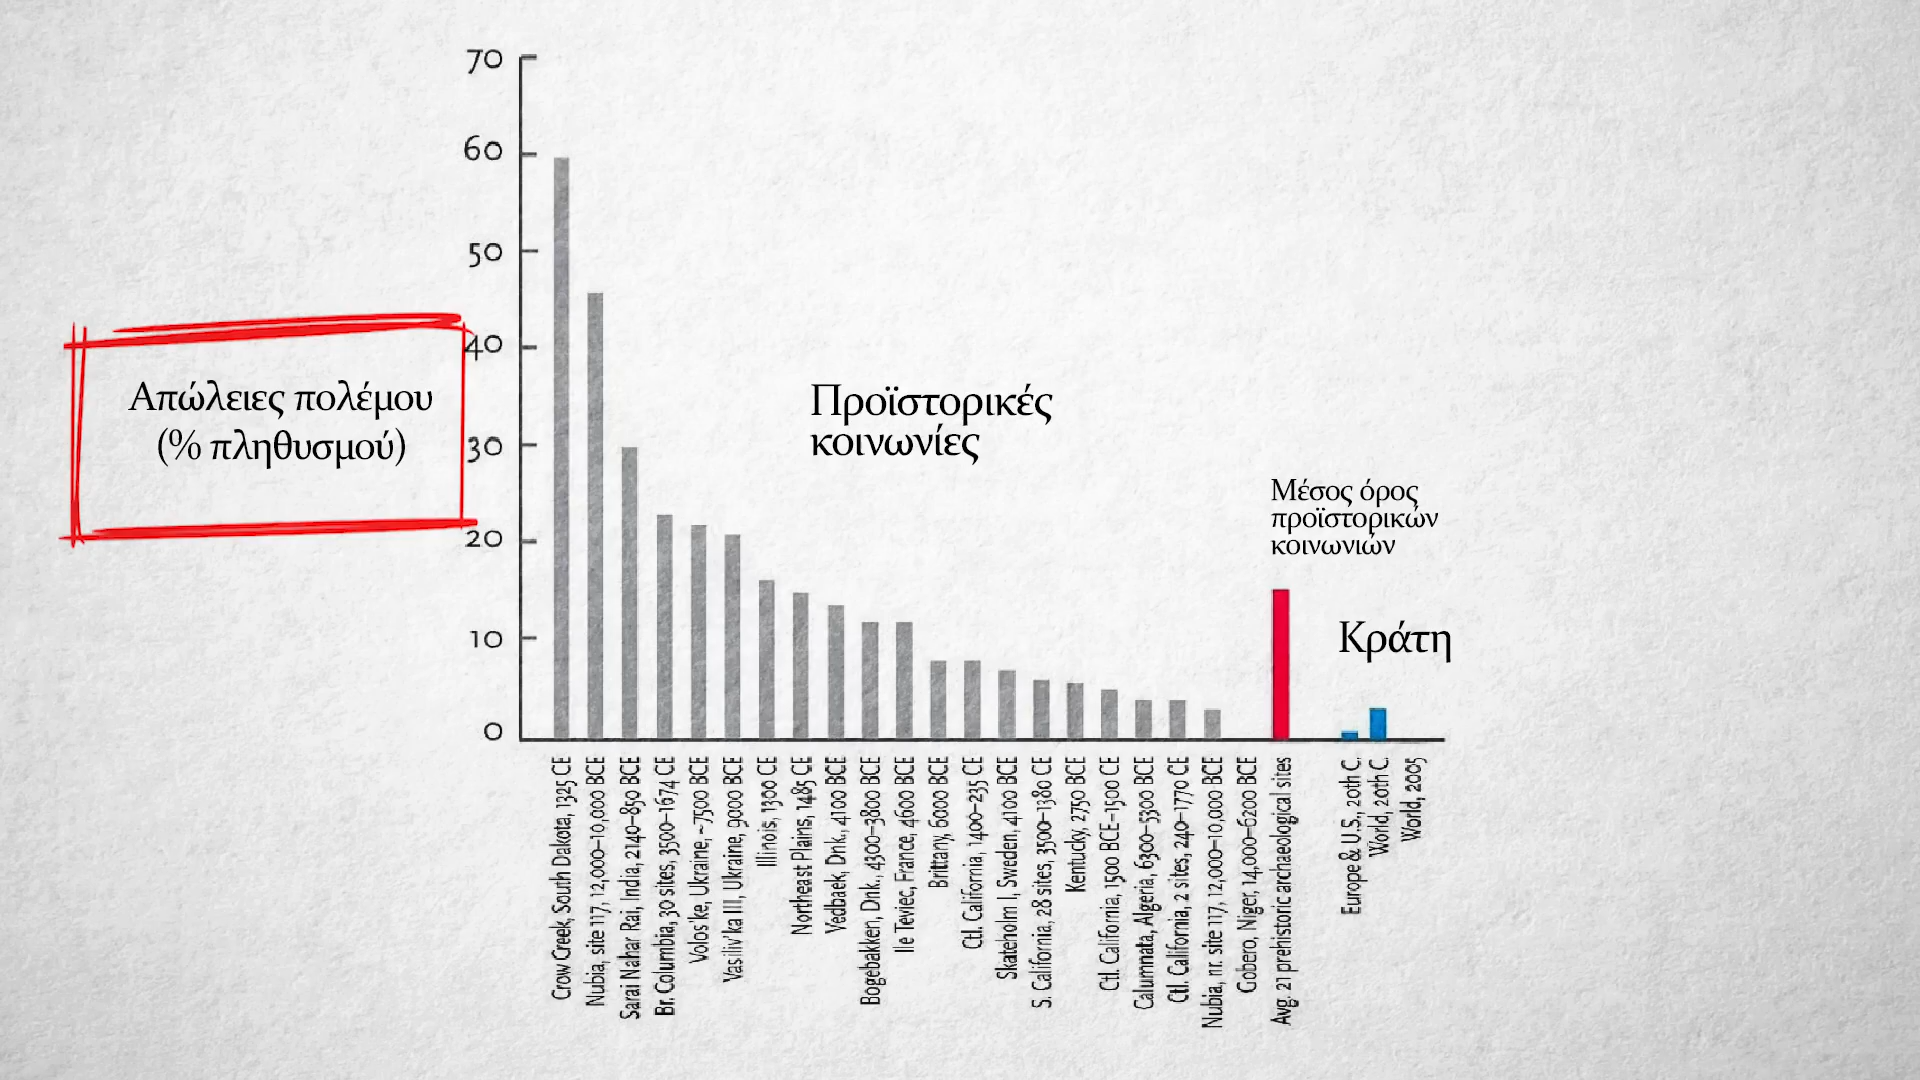 70
60
50
40
30
20
10
0
Απώλειες πολέμου
(% πληθυσμού)
Προϊστορικές
κοινωνίες
Μέσος όρος
προϊστορικών
κοινωνιών
Κράτη
Crow Creek, South Dakota, 1325 CE
Nubia, site 117, 12,000–10,000 BCE
Sarai Nahar Rai, India, 2140–850 BCE
Br. Columbia, 30 sites, 3500–1674 CE
Volos'ke, Ukraine, ~7500 BCE
Vasiliv'ka III, Ukraine, 9000 BCE
Illinois, 1300 CE
Northeast Plains, 1485 CE
Vedbaek, Dnk., 4100 BCE
Bogebakken, Dnk., 4300–3800 BCE
Ile Teviec, France, 4600 BCE
Brittany, 6000 BCE
Ctl. California, 1400–235 CE
Skateholm I, Sweden, 4100 BCE
S. California, 28 sites, 3500–1380 CE
Kentucky, 2750 BCE
Ctl. California, 1500 BCE–1500 CE
Calumnata, Algeria, 6300–5300 BCE
Ctl. California, 2 sites, 240–1770 CE
Nubia, nr. site 117, 12,000–10,000 BCE
Gobero, Niger, 14,000–6200 BCE
Avg. 21 prehistoric archaeological sites
Europe & U.S., 20th C.
World, 20th C.
World, 2005